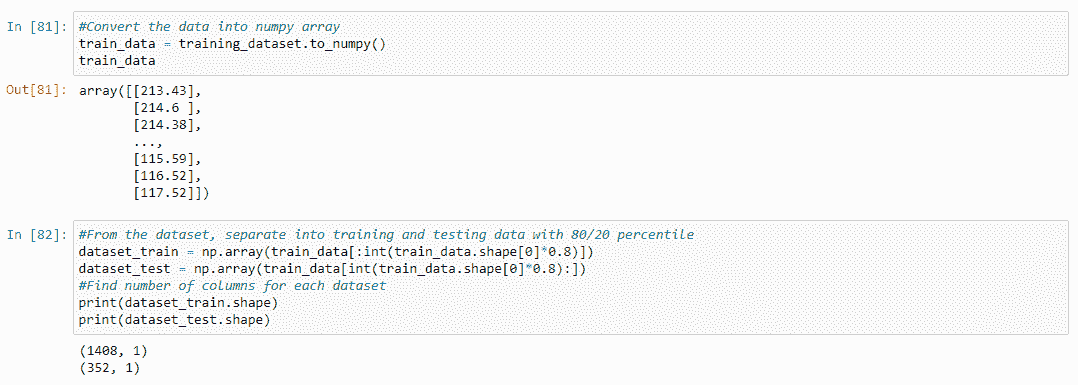 In [81]: #Convert the data into numpy array
train_data = training_dataset.to_numpy()
train_data
Out[81]: array([[213.43],
[214.6 ],
[214.38],
...,
[115.59],
[116.52],
[117.52]])
In [82]: #From the dataset, separate into training and testing data with 80/20 percentile
dataset_train = np.array(train_data[:int(train_data.shape[0]*0.8)])
dataset_test = np.array(train_data[int(train_data.shape[0]*0.8):])
#Find number of columns for each dataset
print(dataset_train.shape)
print(dataset_test.shape)
(1408, 1)
(352, 1)